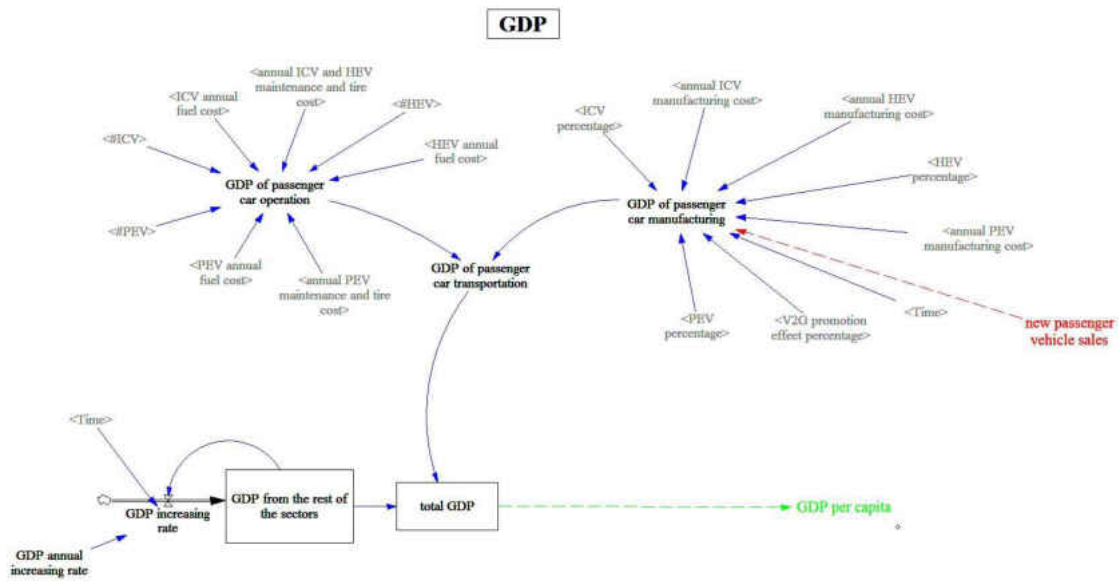 GDP
<annual ICV and HEV
maintenance and tire
cost>
<ICV annual
fuel cost>
<#HEV>
<#ICV>
<HEV annual
fuel cost>
GDP of passenger
car operation
<#PEV>
<PEV annual
fuel cost>
<annual PEV
maintenance and tire
cost>
<ICV
percentage>
<annual ICV
manufacturing cost>
<annual HEV
manufacturing cost>
<HEV
percentage>
GDP of passenger
car manufacturing
<annual PEV
manufacturing cost>
<PEV
percentage>
<V2G promotion
effect percentage>
<Time>
new passenger
vehicle sales
GDP of passenger
car transportation
<Time>
GDP increasing
rate
GDP annual
increasing rate
GDP from the rest of
the sectors
total GDP
GDP per capita